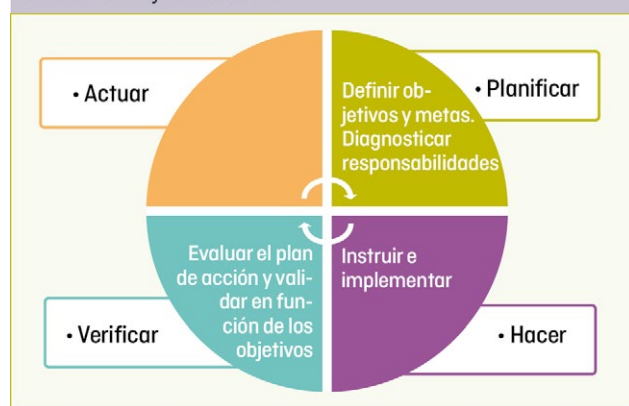 • Actuar
Definir ob-
jetivos y metas.
Diagnosticar
responsabilidades
• Planificar
Evaluar el plan
de acción y vali-
dar en fun-
ción de los
objetivos
Instruir e
implementar
• Verificar
• Hacer